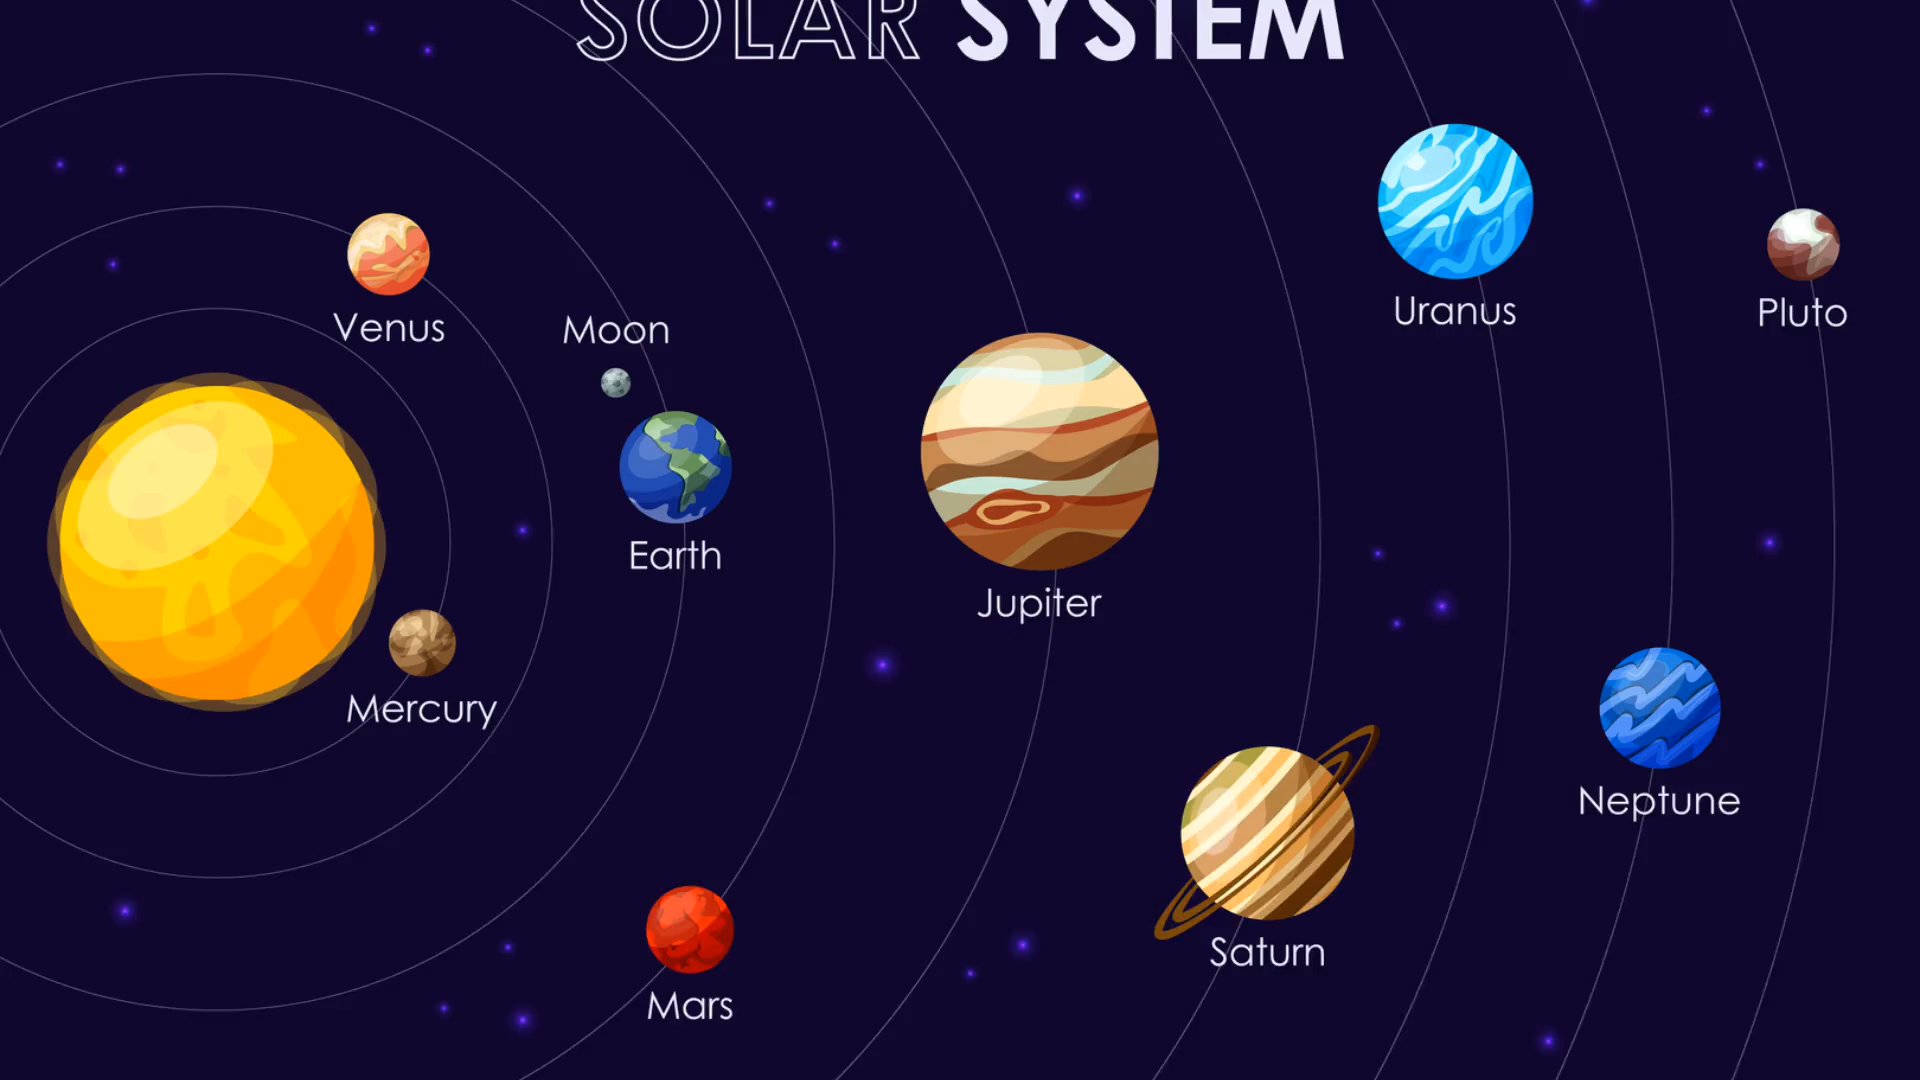 SOLAR SYSTEM
Venus
Moon
Uranus
Pluto
Earth
Jupiter
Mercury
Neptune
Saturn
Mars